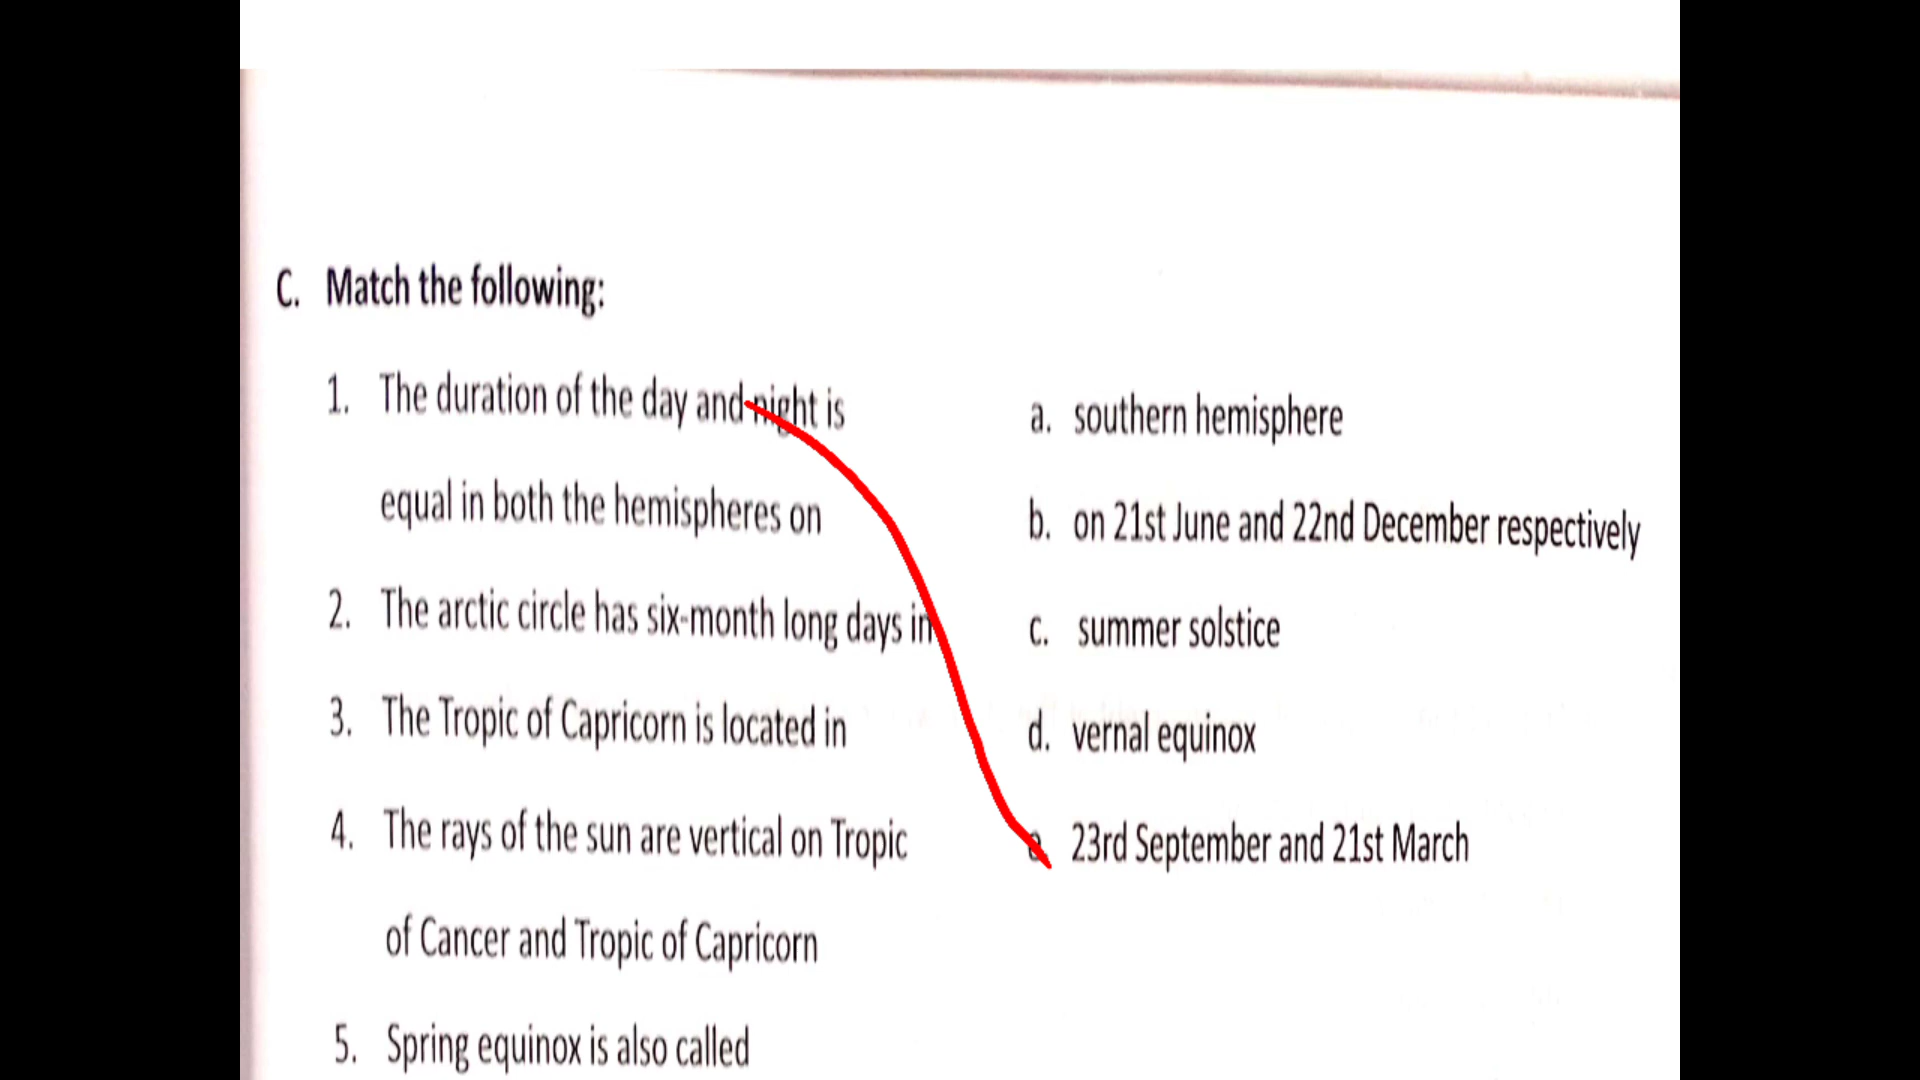 C. Match the following:
1. The duration of the day and night is
equal in both the hemispheres on
2. The arctic circle has six-month long days in
3. The Tropic of Capricorn is located in
4. The rays of the sun are vertical on Tropic
of Cancer and Tropic of Capricorn
5. Spring equinox is also called
a. southern hemisphere
b. on 21st June and 22nd December respectively
c. summer solstice
d. vernal equinox
e. 23rd September and 21st March